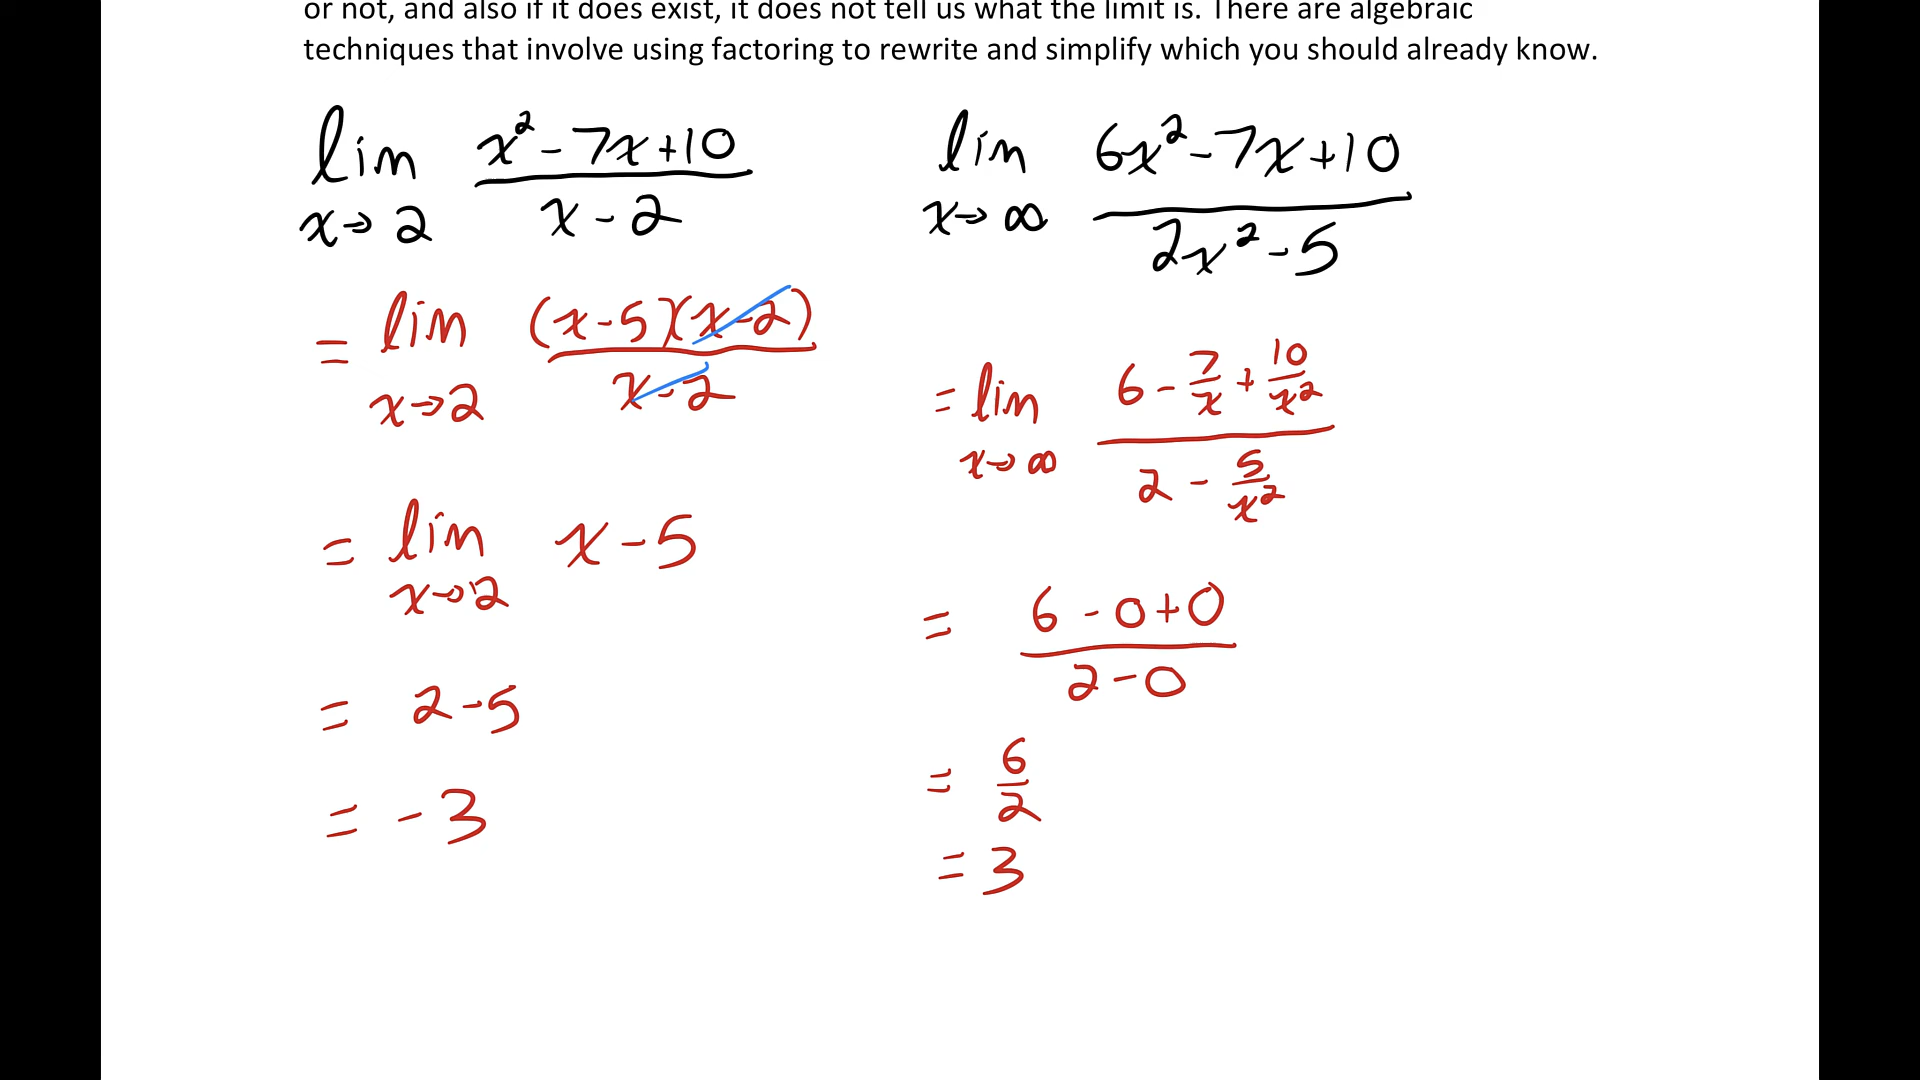 or not, and also if it does exist, it does not tell us what the limit is. There are algebraic
techniques that involve using factoring to rewrite and simplify which you should already know.
lim x→2 (x² - 7x + 10)/(x - 2)
= lim x→2 (x - 5)(x - 2)/(x - 2)
= lim x→2 x - 5
= 2 - 5
= - 3
lim x→∞ (6x² - 7x + 10)/(2x² - 5)
= lim x→∞ (6 - 7/x + 10/x²)/(2 - 5/x²)
= (6 - 0 + 0)/(2 - 0)
= 6/2
= 3